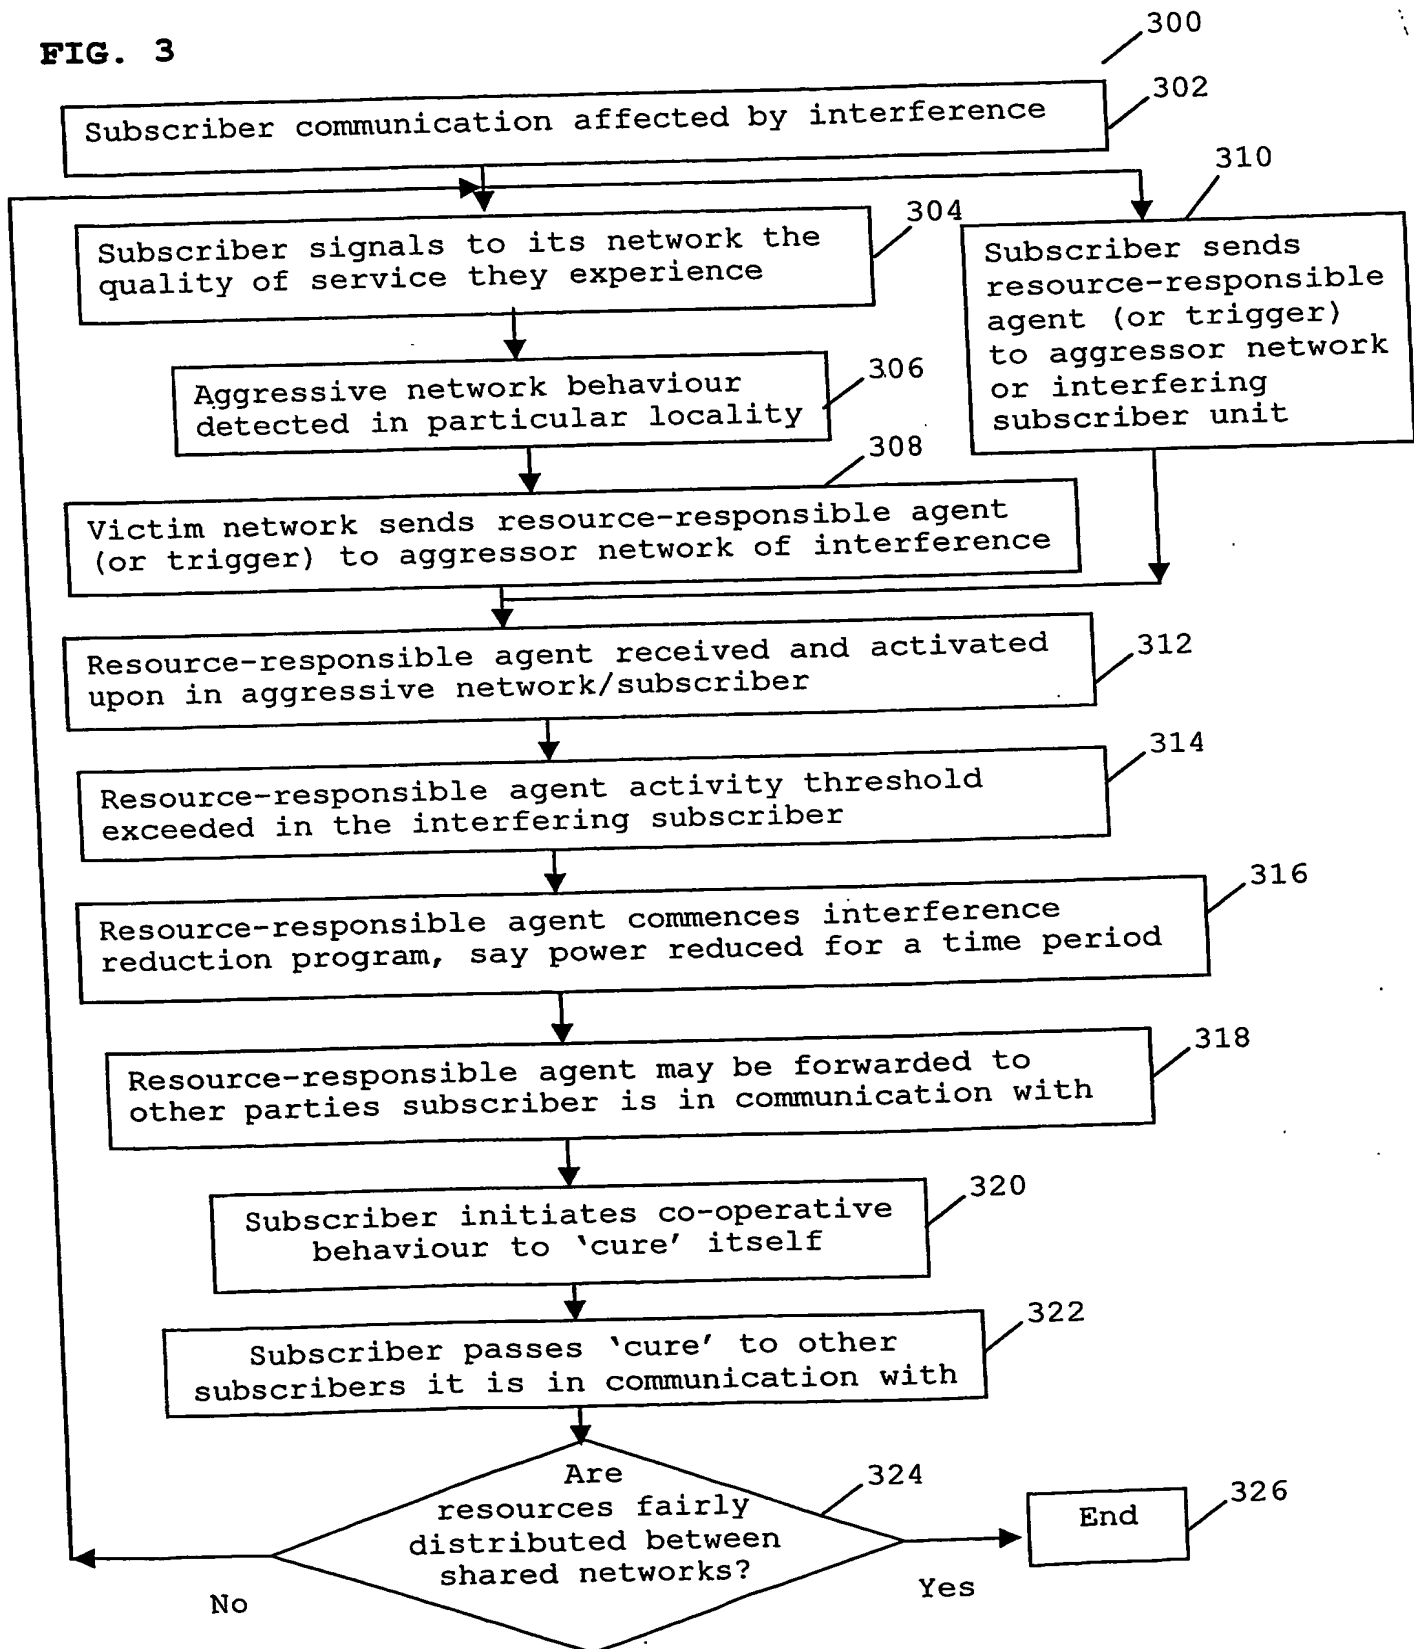 FIG. 3
300
302
Subscriber communication affected by interference
310
304
Subscriber signals to its network the
quality of service they experience
Subscriber sends
resource-responsible
agent (or trigger)
to aggressor network
or interfering
subscriber unit
306
Aggressive network behaviour
detected in particular locality
308
Victim network sends resource-responsible agent
(or trigger) to aggressor network of interference
312
Resource-responsible agent received and activated
upon in aggressive network/subscriber
314
Resource-responsible agent activity threshold
exceeded in the interfering subscriber
316
Resource-responsible agent commences interference
reduction program, say power reduced for a time period
318
Resource-responsible agent may be forwarded to
other parties subscriber is in communication with
320
Subscriber initiates co-operative
behaviour to 'cure' itself
322
Subscriber passes 'cure' to other
subscribers it is in communication with
324
Are
resources fairly
distributed between
shared networks?
326
End
No
Yes